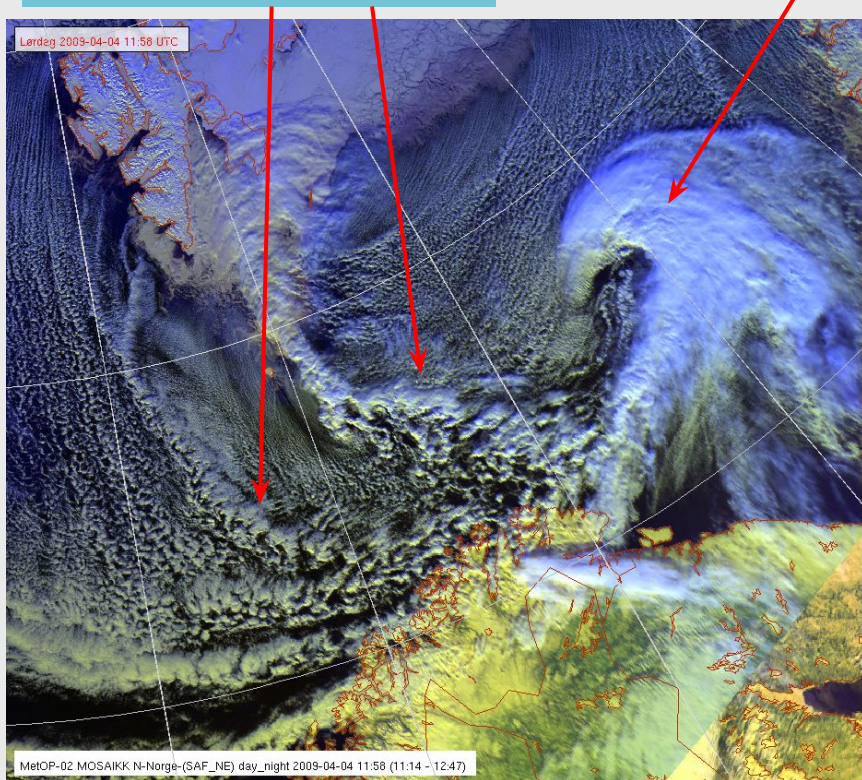 Lørdag 2009-04-04 11:58 UTC
MetOP-02 MOSAIKK N-Norge-(SAF_NE) day_night 2009-04-04 11:58 (11:14 - 12:47)